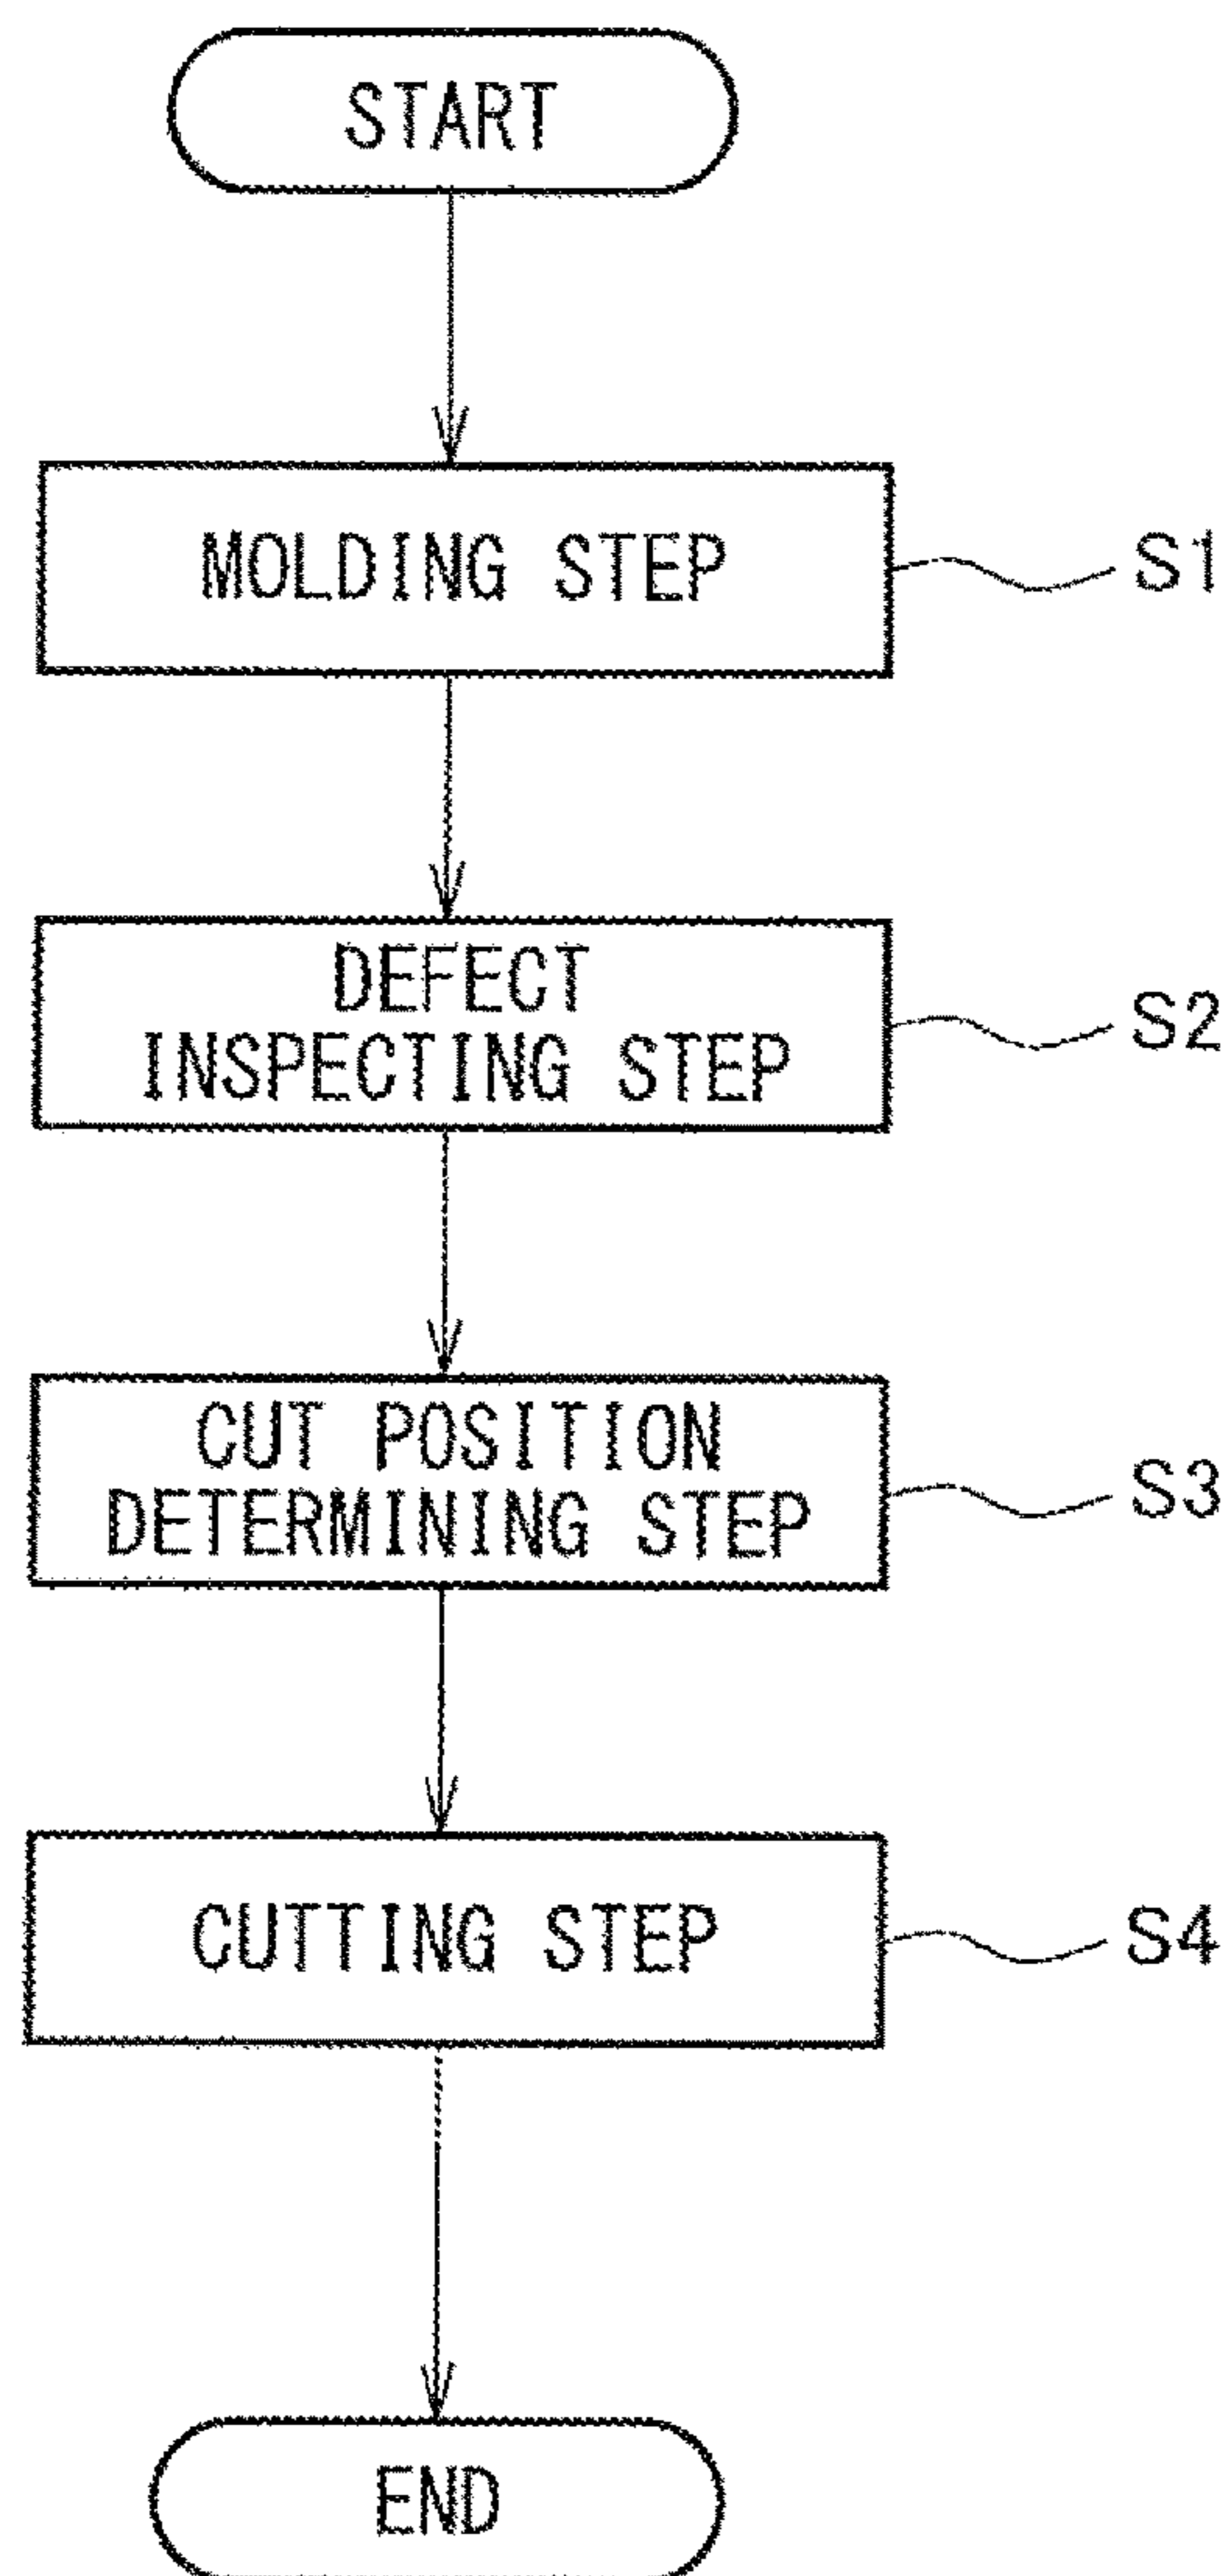 START
MOLDING STEP
S1
DEFECT
INSPECTING STEP
S2
CUT POSITION
DETERMINING STEP
S3
CUTTING STEP
S4
END